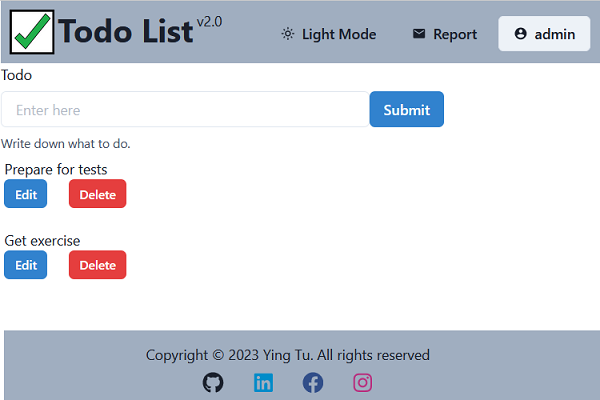 Todo List v2.0
Light Mode
Report
admin
Todo
Enter here
Submit
Write down what to do.
Prepare for tests
Edit
Delete
Get exercise
Edit
Delete
Copyright © 2023 Ying Tu. All rights reserved